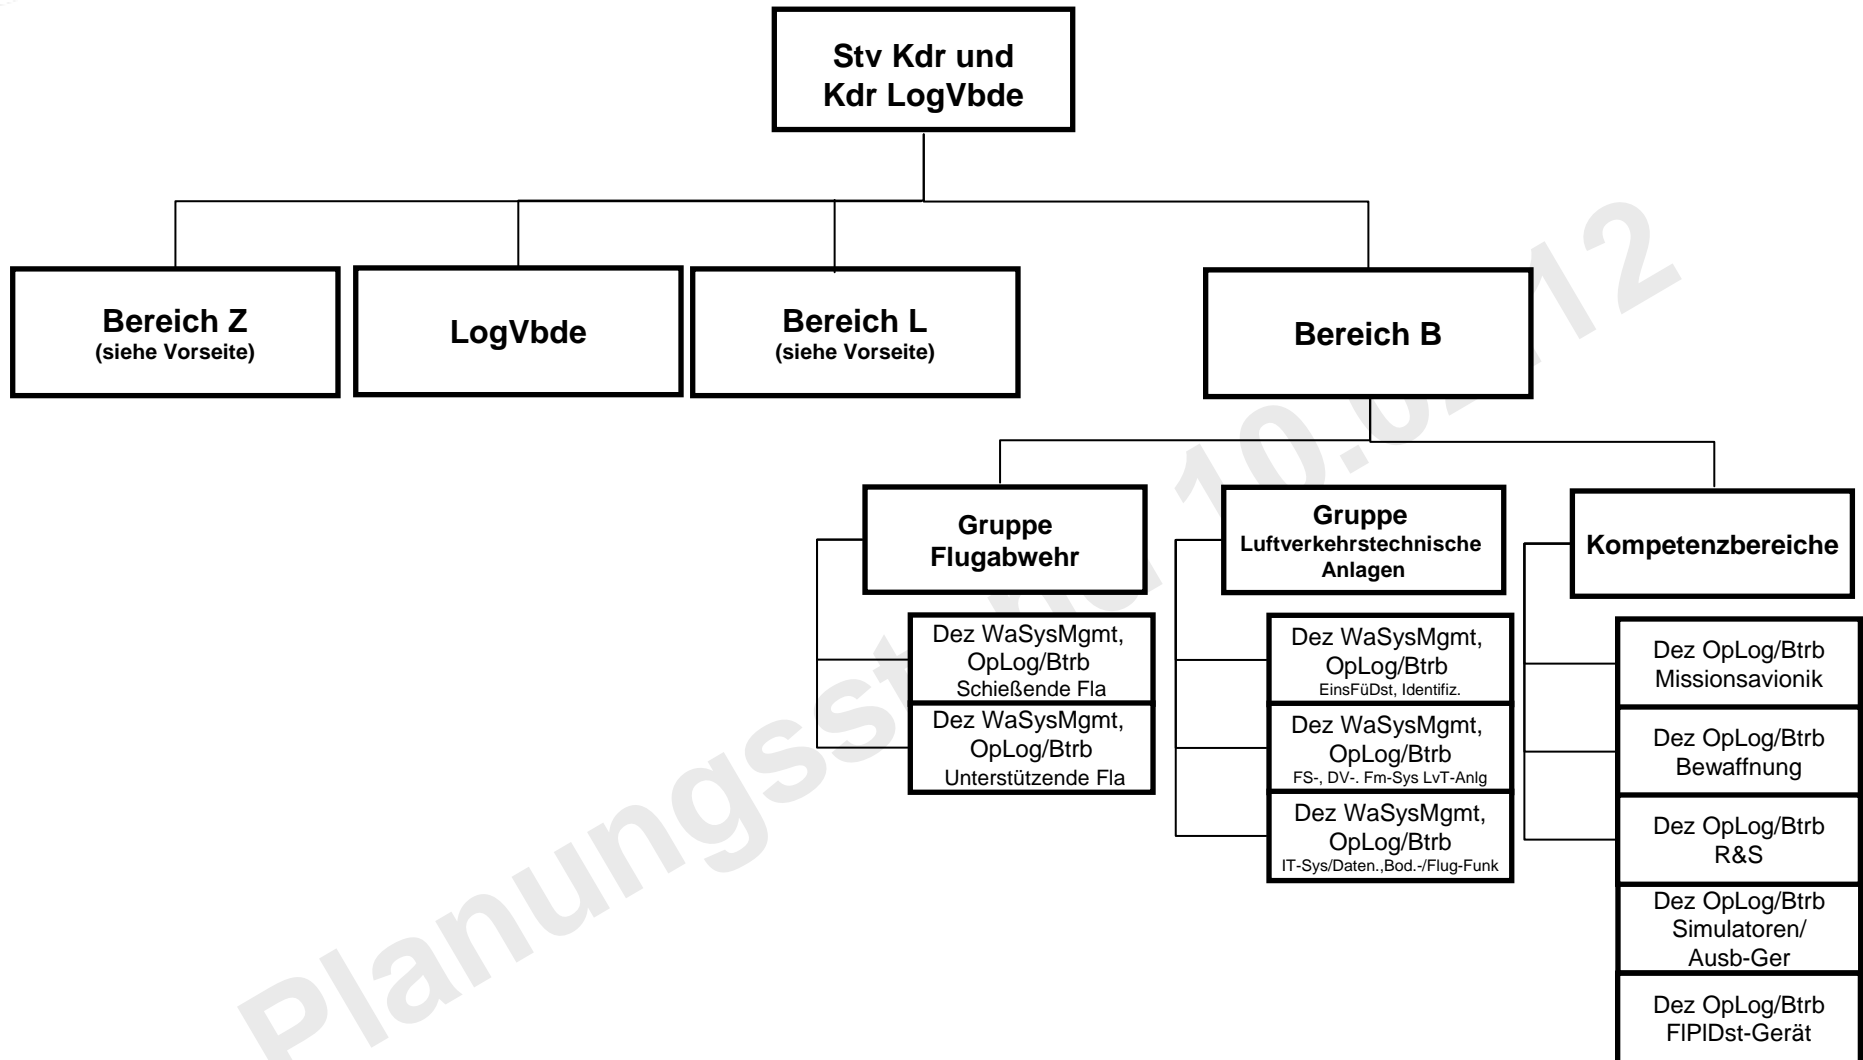 Stv Kdr und
Kdr LogVbde
Bereich Z
(siehe Vorseite)
LogVbde
Bereich L
(siehe Vorseite)
Bereich B
Gruppe
Flugabwehr
Gruppe
Luftverkehrstechnische
Anlagen
Kompetenzbereiche
Dez WaSysMgmt,
OpLog/Btrb
Schießende Fla
Dez WaSysMgmt,
OpLog/Btrb
Unterstützende Fla
Dez WaSysMgmt,
OpLog/Btrb
EinsFüDst, Identifiz.
Dez WaSysMgmt,
OpLog/Btrb
FS-, DV-. Fm-Sys LvT-Anlg
Dez WaSysMgmt,
OpLog/Btrb
IT-Sys/Daten.,Bod.-/Flug-Funk
Dez OpLog/Btrb
Missionsavionik
Dez OpLog/Btrb
Bewaffnung
Dez OpLog/Btrb
R&S
Dez OpLog/Btrb
Simulatoren/
Ausb-Ger
Dez OpLog/Btrb
FlPlDst-Gerät